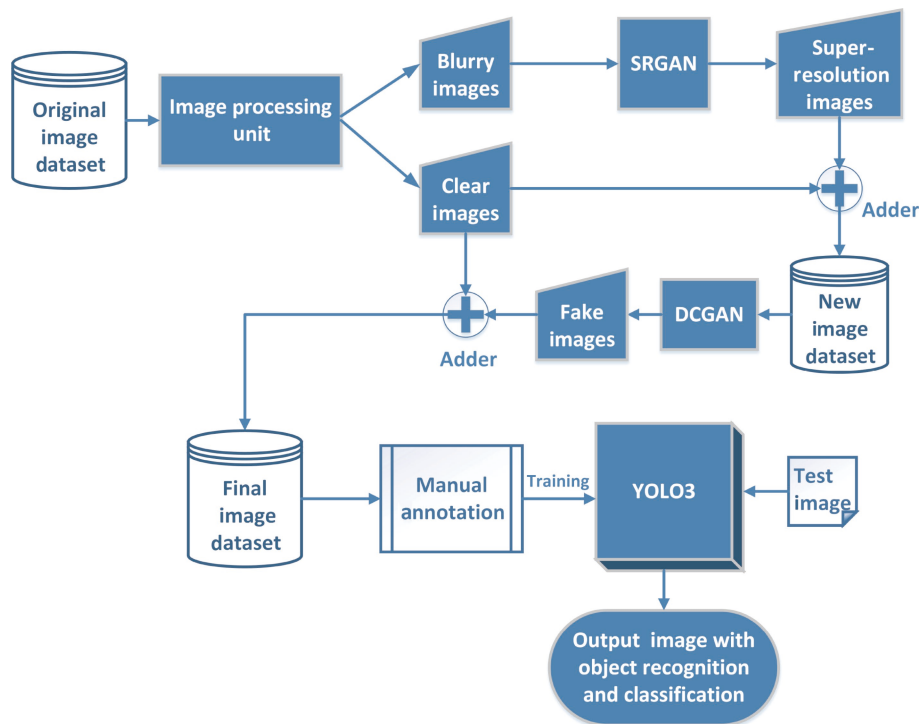 Original
image
dataset
Image processing
unit
Blurry
images
SRGAN
Super-
resolution
images
Clear
images
Adder
New
image
dataset
DCGAN
Fake
images
Adder
Final
image
dataset
Manual
annotation
Training
YOLO3
Test
image
Output image with
object recognition
and classification